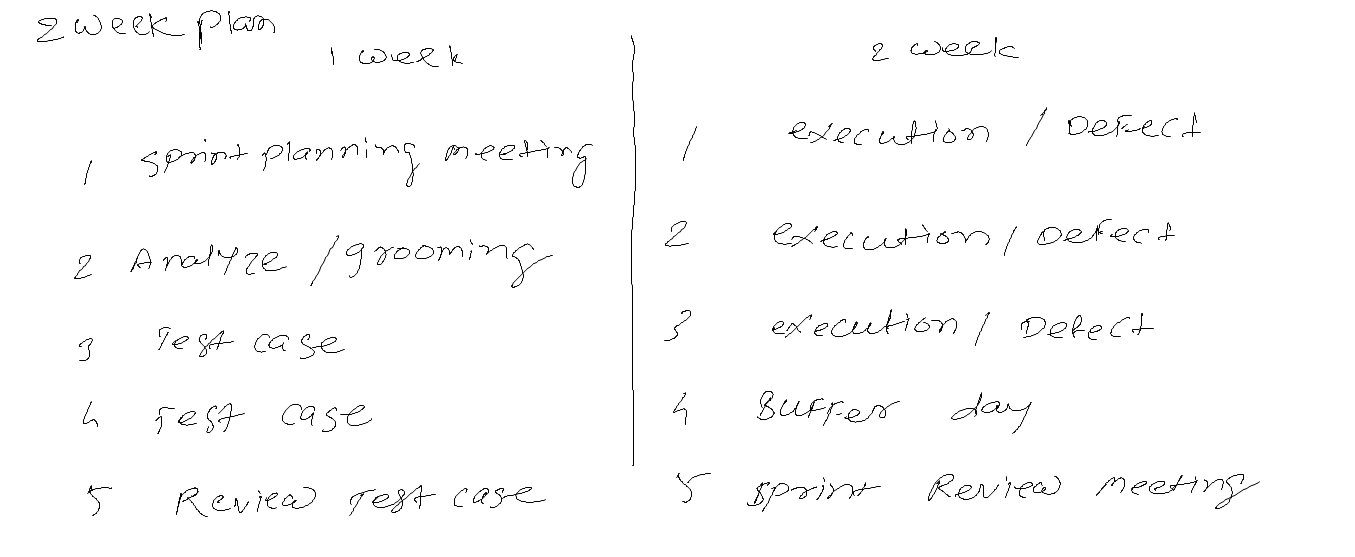 2 week plan
1 week
1 sprint planning meeting
2 Analyze / grooming
3 Test case
4 Test case
5 Review Test case
2 week
1 execution / Defect
2 execution / Defect
3 execution / Defect
4 Buffer day
5 sprint Review meeting